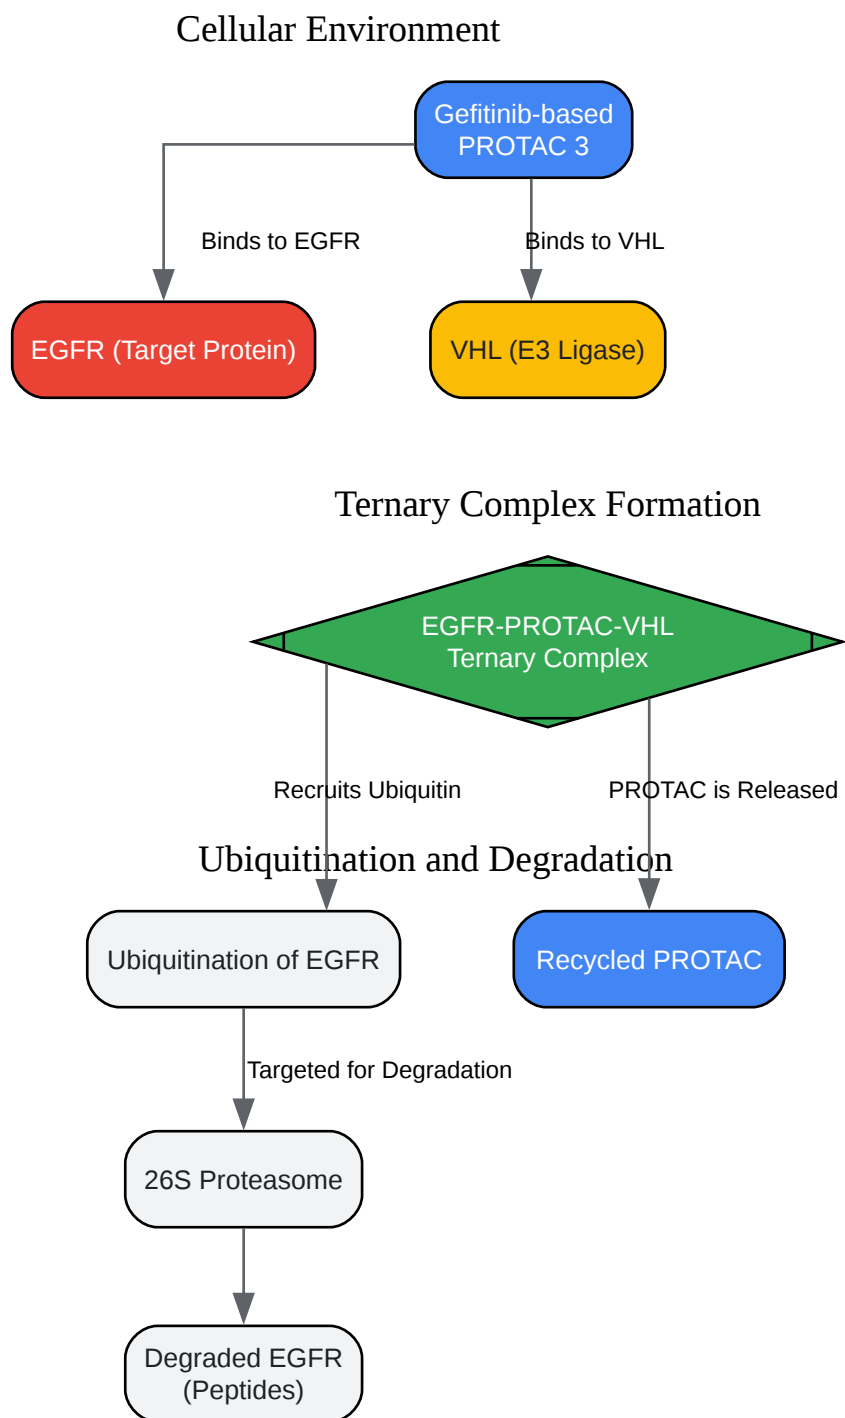 Cellular Environment
Gefitinib-based
PROTAC 3
Binds to EGFR
Binds to VHL
EGFR (Target Protein)
VHL (E3 Ligase)
Ternary Complex Formation
EGFR-PROTAC-VHL
Ternary Complex
Recruits Ubiquitin
PROTAC is Released
Ubiquitination and Degradation
Ubiquitination of EGFR
Recycled PROTAC
Targeted for Degradation
26S Proteasome
Degraded EGFR
(Peptides)